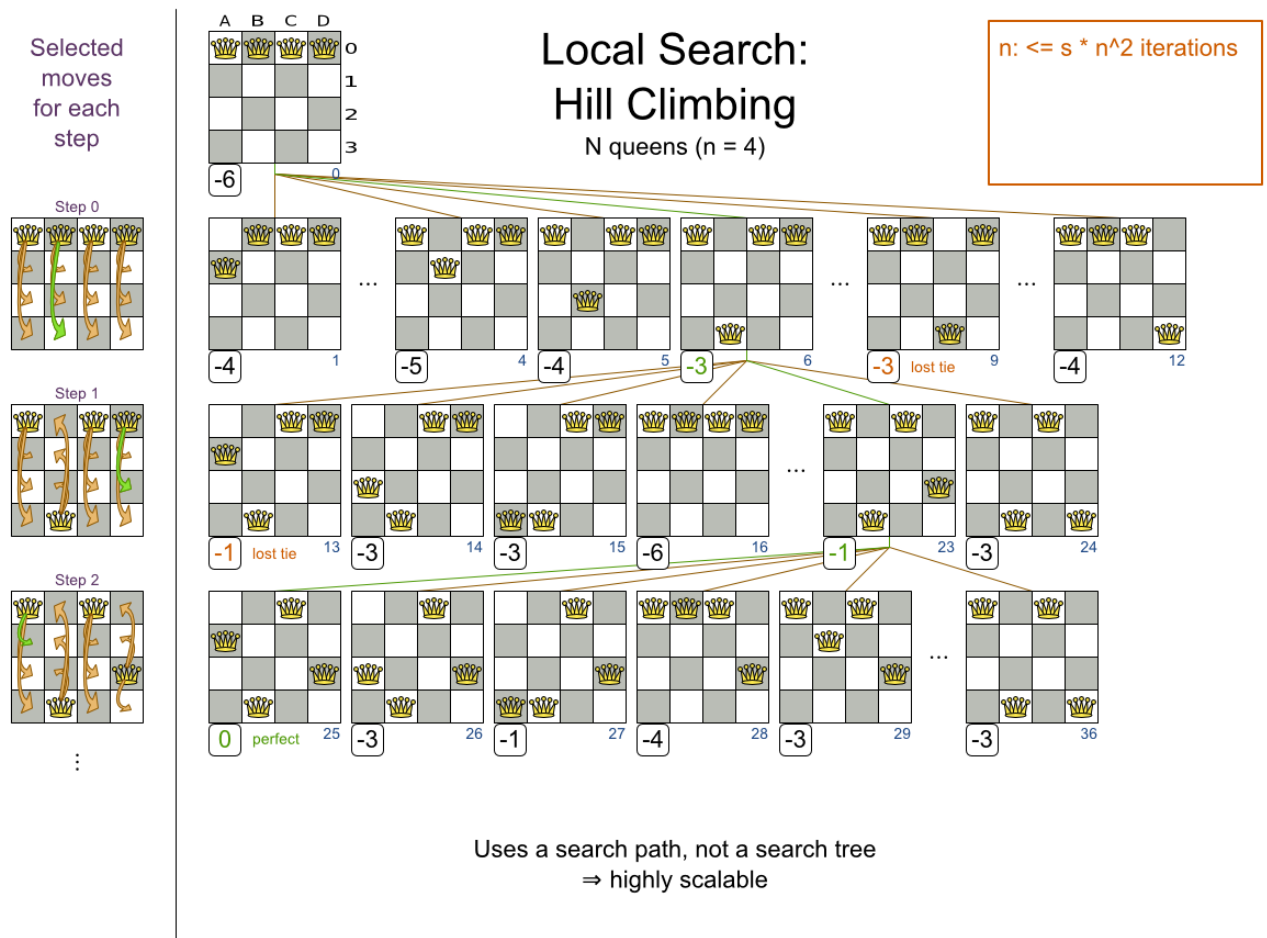 Selected
moves
for each
step
A B C D
0
1
2
3
-6
0
Local Search:
Hill Climbing
N queens (n = 4)
n: <= s * n^2 iterations
Step 0
...
...
...
-4
1
-5
4
-4
5
-3
6
-3
lost tie
9
-4
12
Step 1
...
-1
lost tie
13
-3
14
-3
15
-6
16
-1
23
-3
24
Step 2
...
0
perfect
25
-3
26
-1
27
-4
28
-3
29
-3
36
...
Uses a search path, not a search tree
⇒ highly scalable